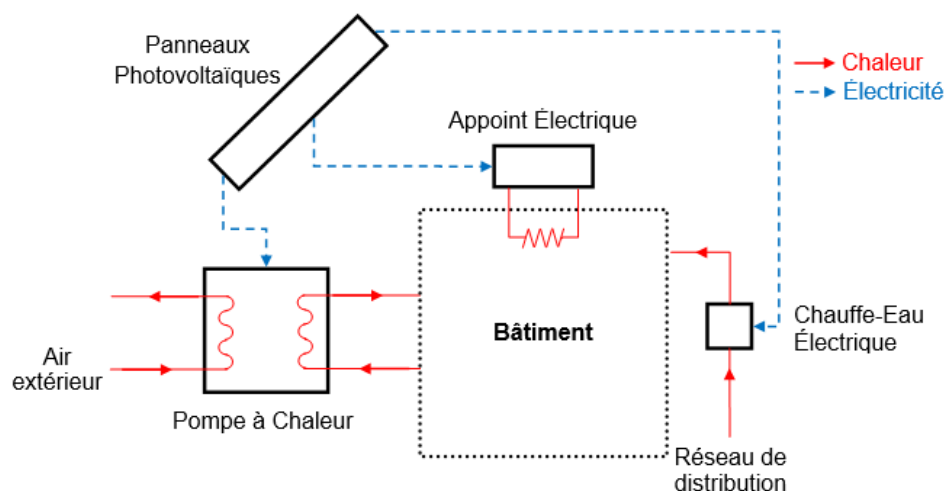 Panneaux
Photovoltaïques
Chaleur
Électricité
Appoint Électrique
Bâtiment
Chauffe-Eau
Électrique
Air
extérieur
Pompe à Chaleur
Réseau de
distribution